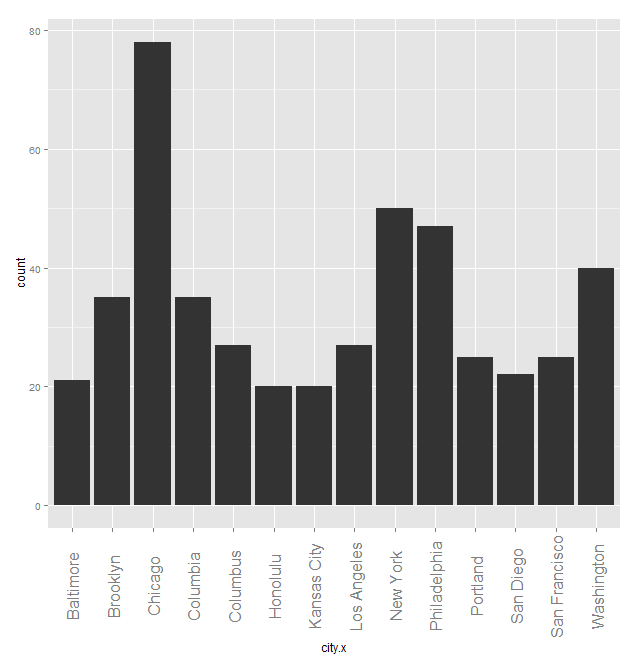 80
60
40
20
0
count
Baltimore
Brooklyn
Chicago
Columbia
Columbus
Honolulu
Kansas City
Los Angeles
New York
Philadelphia
Portland
San Diego
San Francisco
Washington
city.x